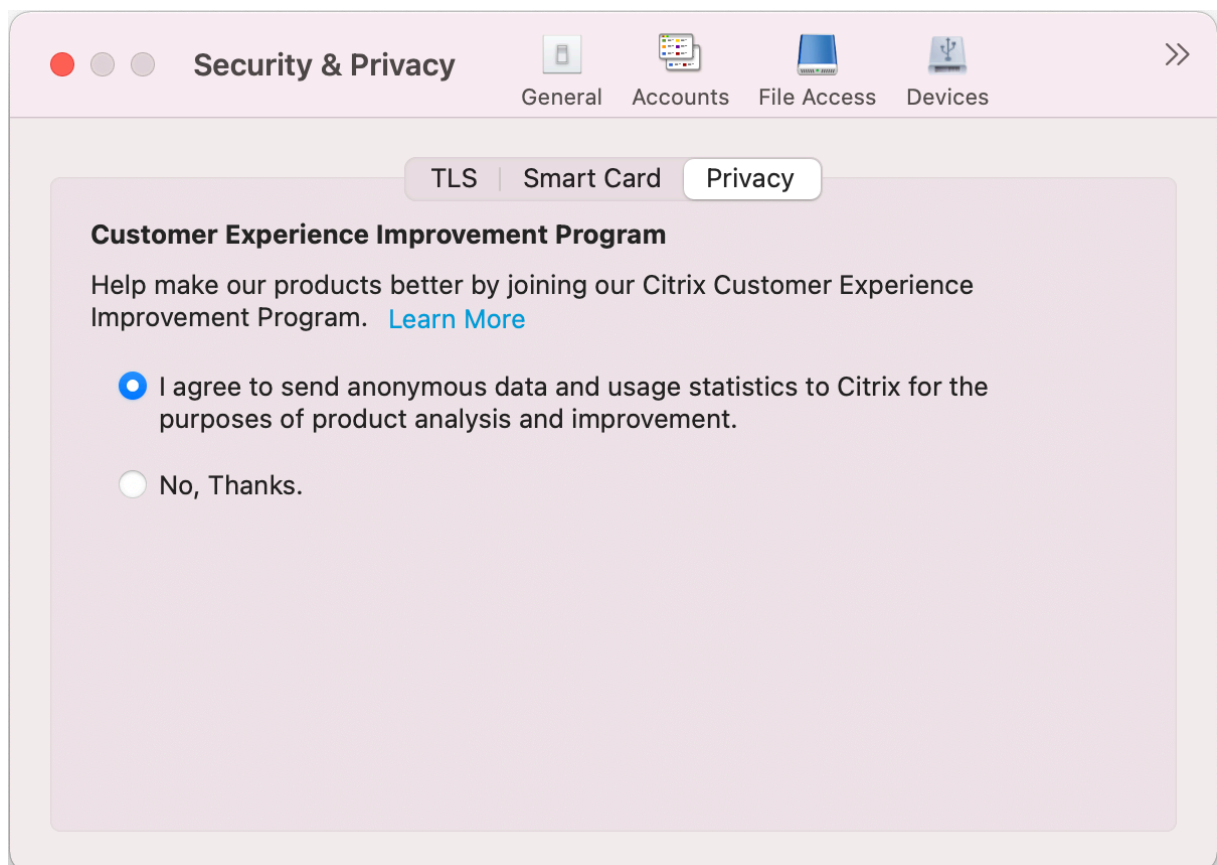 Security & Privacy
General
Accounts
File Access
Devices
TLS
Smart Card
Privacy
Customer Experience Improvement Program
Help make our products better by joining our Citrix Customer Experience
Improvement Program. Learn More
I agree to send anonymous data and usage statistics to Citrix for the
purposes of product analysis and improvement.
No, Thanks.